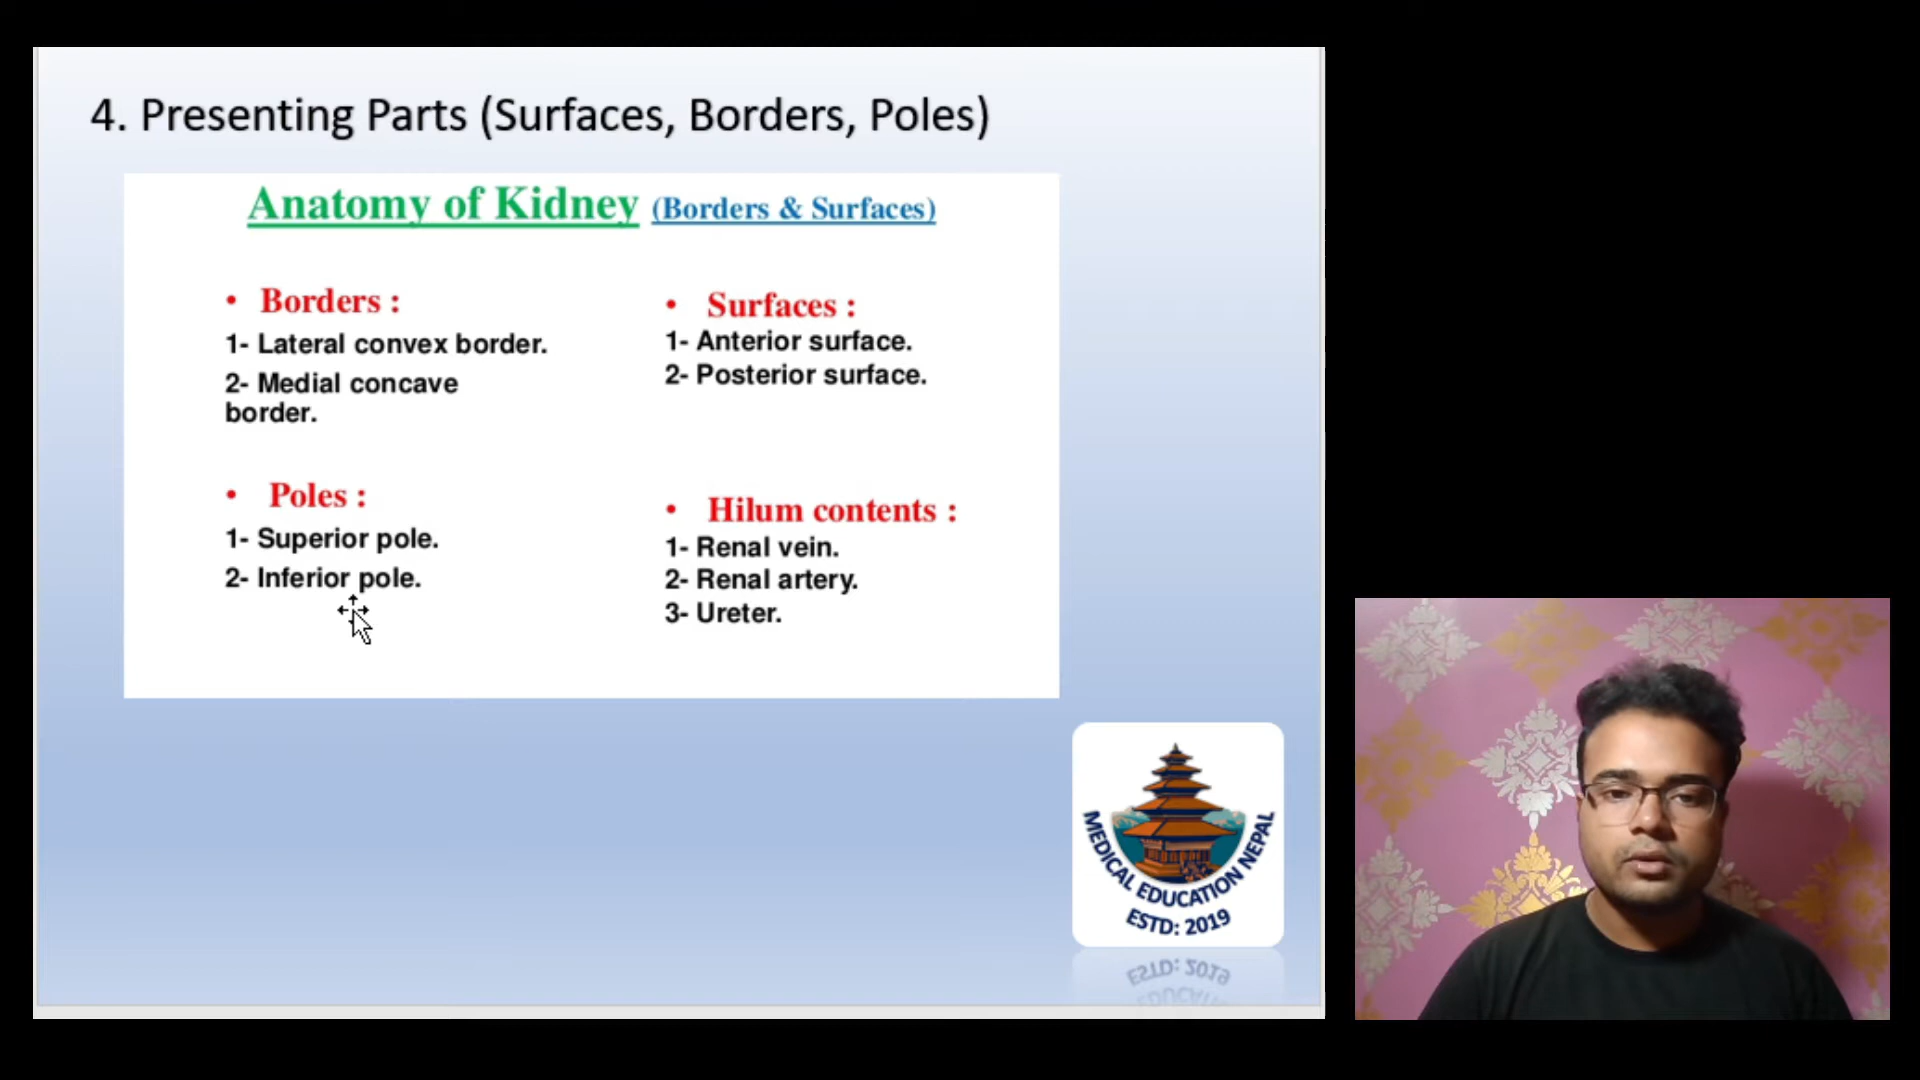 4. Presenting Parts (Surfaces, Borders, Poles)
Anatomy of Kidney (Borders & Surfaces)
• Borders :
1- Lateral convex border.
2- Medial concave
border.
• Surfaces :
1- Anterior surface.
2- Posterior surface.
• Poles :
1- Superior pole.
2- Inferior pole.
• Hilum contents :
1- Renal vein.
2- Renal artery.
3- Ureter.
MEDICAL EDUCATION NEPAL
ESTD: 2019